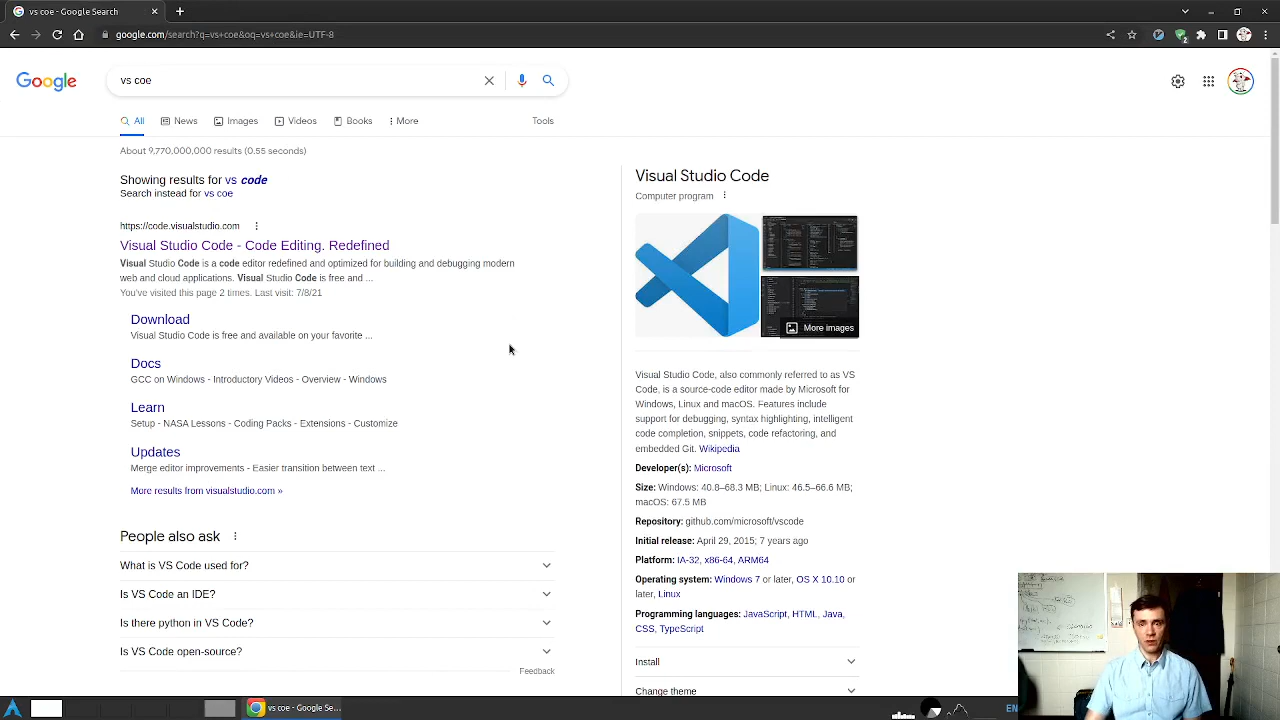 vs coe - Google Search
google.com/search?q=vs+coe&oq=vs+coe&ie=UTF-8
Google
vs coe
All
News
Images
Videos
Books
More
Tools
About 9,770,000,000 results (0.55 seconds)
Showing results for vs code
Search instead for vs coe
https://code.visualstudio.com
Visual Studio Code - Code Editing. Redefined
Visual Studio Code is a code editor redefined and optimized for building and debugging modern
web and cloud applications. Visual Studio Code is free and ...
You've visited this page 2 times. Last visit: 7/8/21
Download
Visual Studio Code is free and available on your favorite ...
Docs
GCC on Windows - Introductory Videos - Overview - Windows
Learn
Setup - NASA Lessons - Coding Packs - Extensions - Customize
Updates
Merge editor improvements - Easier transition between text ...
More results from visualstudio.com »
People also ask
What is VS Code used for?
Is VS Code an IDE?
Is there python in VS Code?
Is VS Code open-source?
Feedback
Visual Studio Code
Computer program
More images
Visual Studio Code, also commonly referred to as VS
Code, is a source-code editor made by Microsoft for
Windows, Linux and macOS. Features include
support for debugging, syntax highlighting, intelligent
code completion, snippets, code refactoring, and
embedded Git. Wikipedia
Developer(s): Microsoft
Size: Windows: 40.8–68.3 MB; Linux: 46.5–66.6 MB;
macOS: 67.5 MB
Repository: github.com/microsoft/vscode
Initial release: April 29, 2015; 7 years ago
Platform: IA-32, x86-64, ARM64
Operating system: Windows 7 or later, OS X 10.10 or
later, Linux
Programming languages: JavaScript, HTML, Java,
CSS, TypeScript
Install
Change theme
vs coe - Google Se...
EN